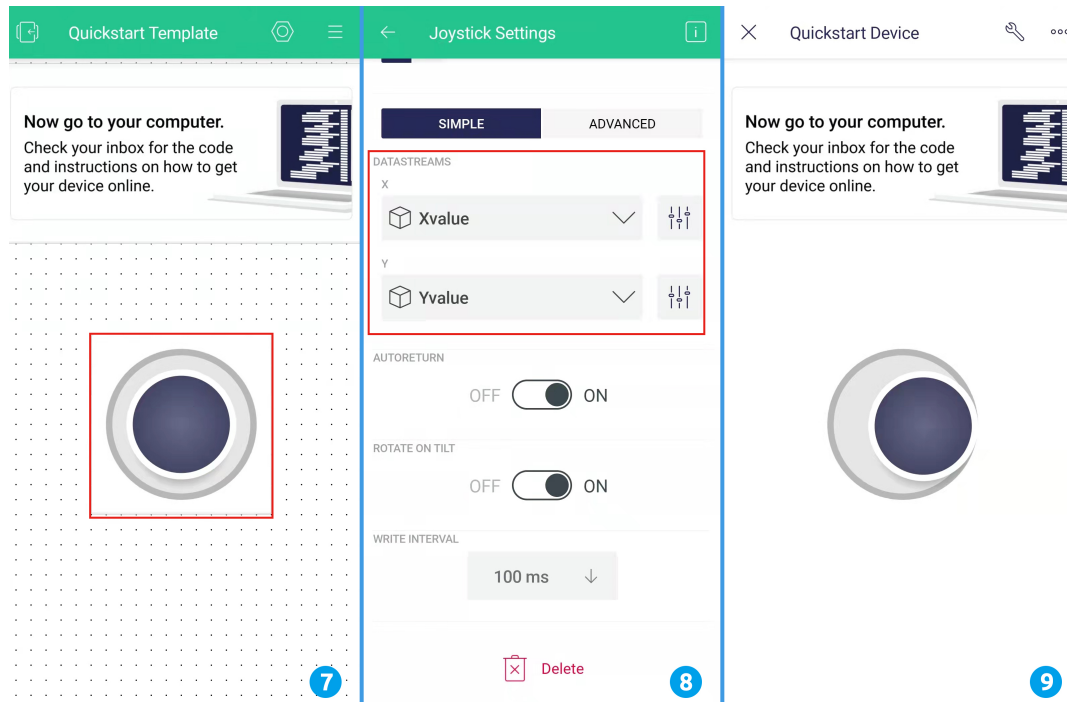 Quickstart Template
Now go to your computer.
Check your inbox for the code
and instructions on how to get
your device online.
7
Joystick Settings
i
SIMPLE ADVANCED
DATASTREAMS
X
Xvalue
Y
Yvalue
AUTORETURN
OFF ON
ROTATE ON TILT
OFF ON
WRITE INTERVAL
100 ms
Delete
8
Quickstart Device
Now go to your computer.
Check your inbox for the code
and instructions on how to get
your device online.
9